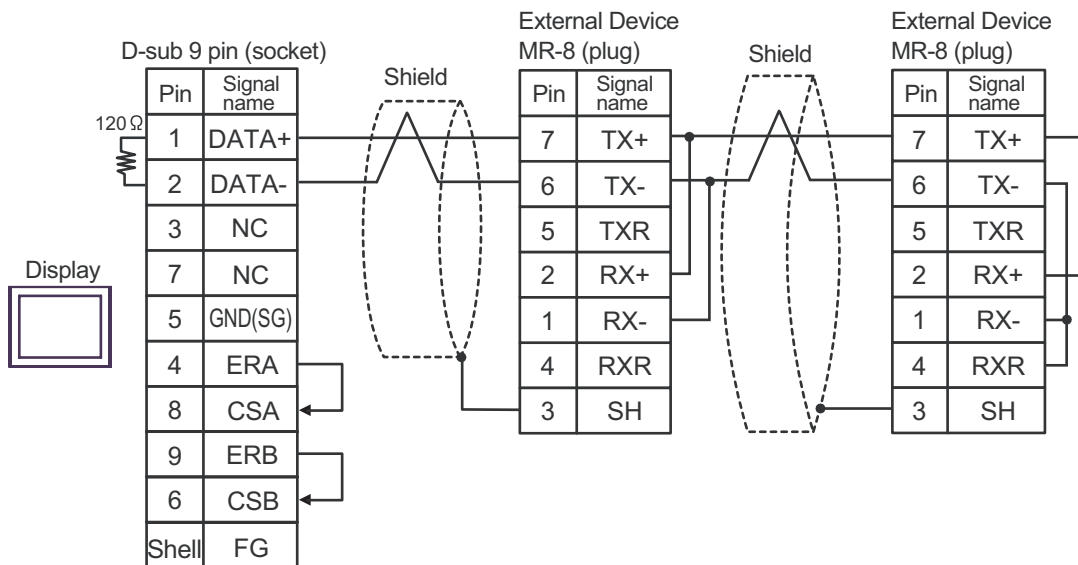 External Device
MR-8 (plug)
External Device
MR-8 (plug)
D-sub 9 pin (socket)
Shield
Shield
Pin Signal name
120Ω
1 DATA+
2 DATA-
3 NC
7 NC
5 GND(SG)
4 ERA
8 CSA
9 ERB
6 CSB
Shell FG
Display
Pin Signal name
7 TX+
6 TX-
5 TXR
2 RX+
1 RX-
4 RXR
3 SH
Pin Signal name
7 TX+
6 TX-
5 TXR
2 RX+
1 RX-
4 RXR
3 SH